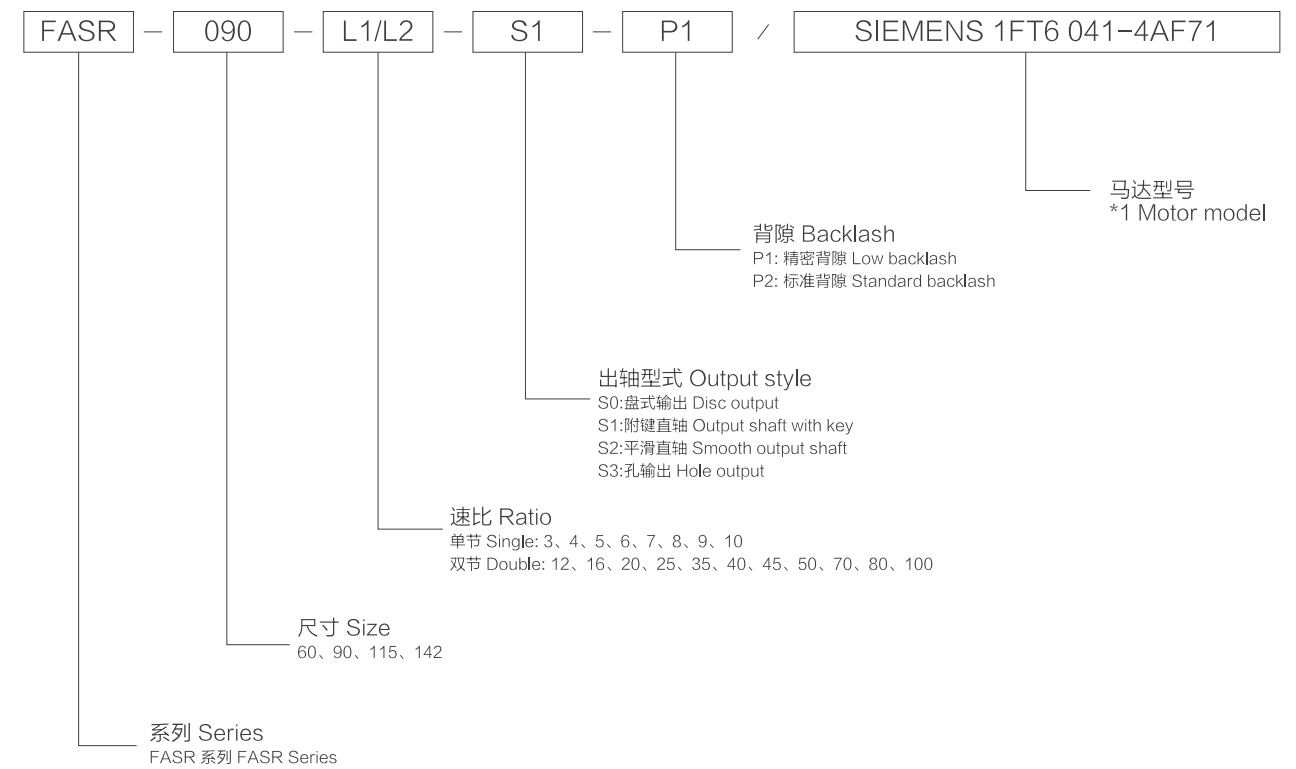 FASR – 090 – L1/L2 – S1 – P1 / SIEMENS 1FT6 041-4AF71
马达型号
*1 Motor model
背隙 Backlash
P1: 精密背隙 Low backlash
P2: 标准背隙 Standard backlash
出轴型式 Output style
S0:盘式输出 Disc output
S1:附键直轴 Output shaft with key
S2:平滑直轴 Smooth output shaft
S3:孔输出 Hole output
速比 Ratio
单节 Single: 3、4、5、6、7、8、9、10
双节 Double: 12、16、20、25、35、40、45、50、70、80、100
尺寸 Size
60、90、115、142
系列 Series
FASR 系列 FASR Series